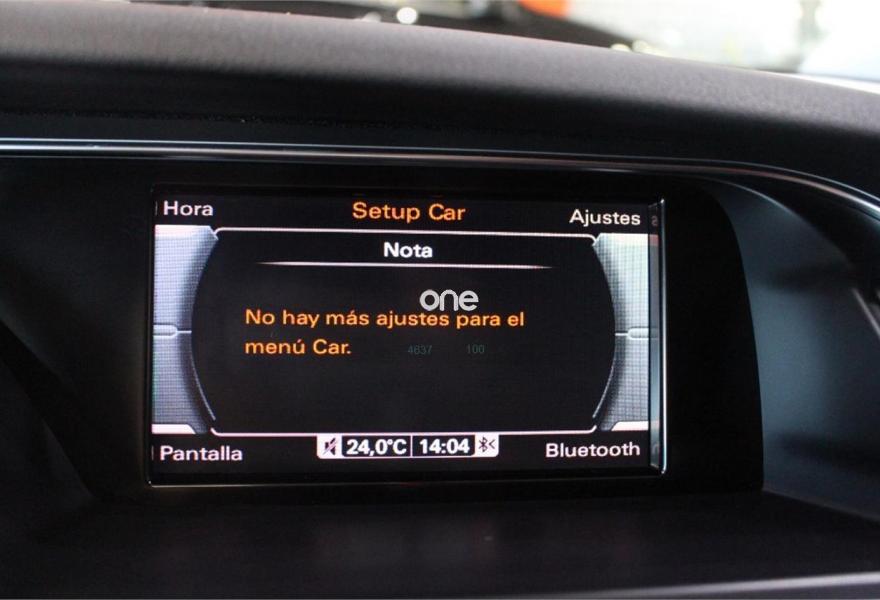 Hora
Setup Car
Ajustes
Nota
one
No hay más ajustes para el
menú Car.
4637 100
Pantalla
24,0°C 14:04
Bluetooth